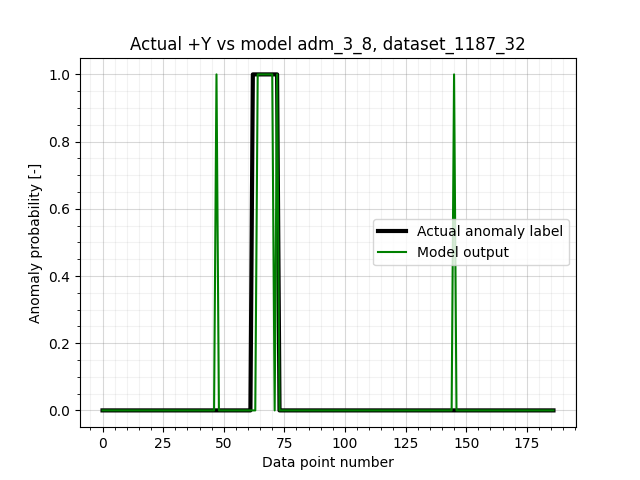 Actual +Y vs model adm_3_8, dataset_1187_32
Anomaly probability [-]
1.0
0.8
0.6
0.4
0.2
0.0
Actual anomaly label
Model output
0 25 50 75 100 125 150 175
Data point number